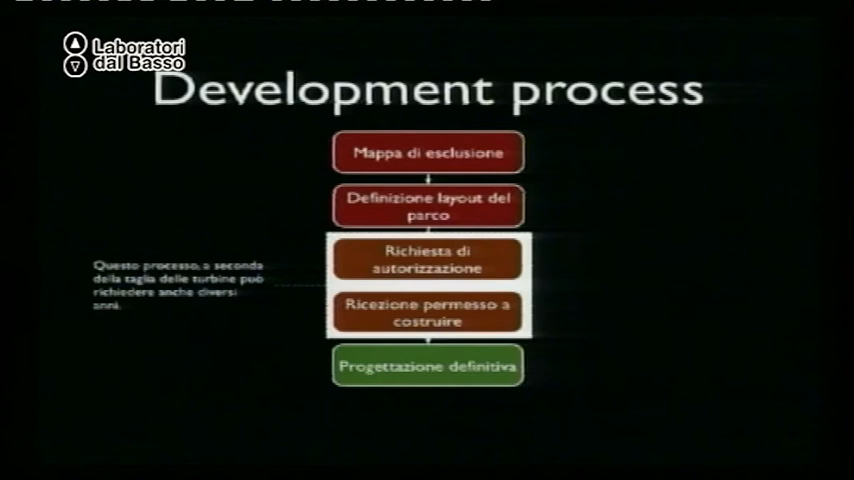 Laboratori
dal Basso
Development process
Mappa di esclusione
Definizione layout del
parco
Richiesta di
autorizzazione
Questo processo, a seconda
della taglia delle turbine può
richiedere anche diversi
anni.
Ricezione permesso a
costruire
Progettazione definitiva